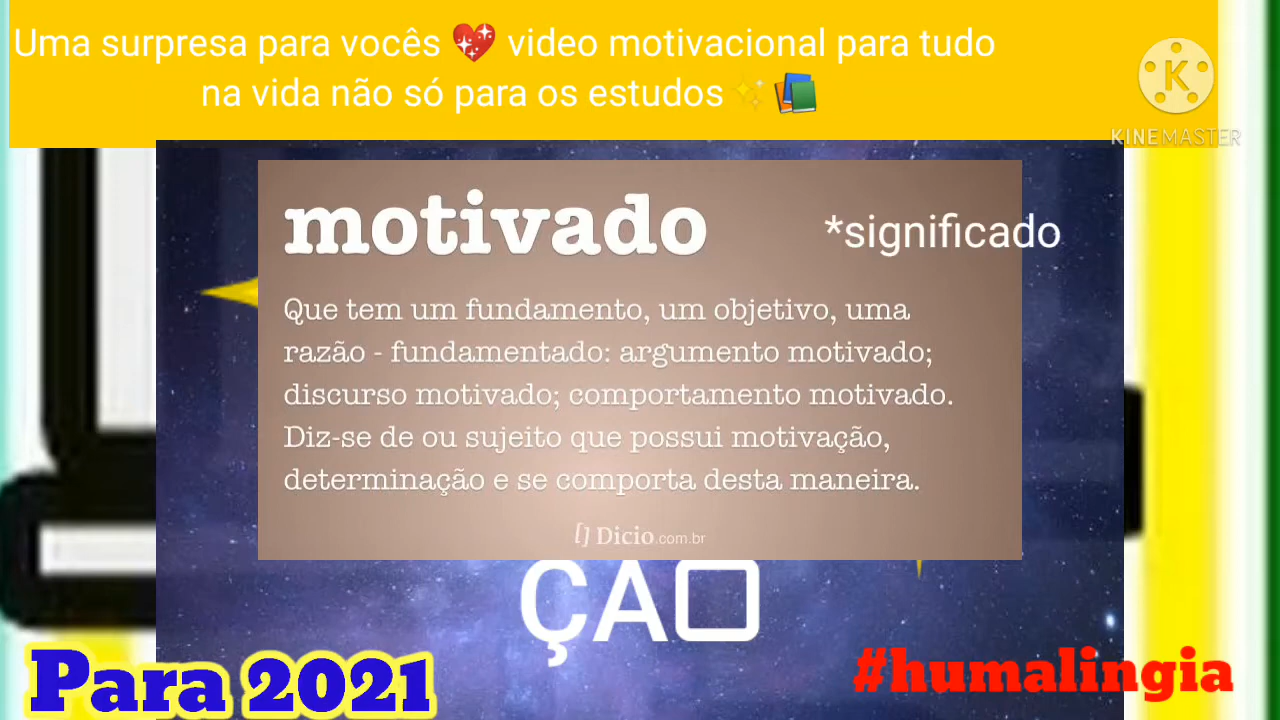 Uma surpresa para vocês 💖 video motivacional para tudo
na vida não só para os estudos✨📚
KINEMASTER
motivado
*significado
Que tem um fundamento, um objetivo, uma
razão - fundamentado: argumento motivado;
discurso motivado; comportamento motivado.
Diz-se de ou sujeito que possui motivação,
determinação e se comporta desta maneira.
[] Dicio.com.br
ÇA
Para 2021
#humalingia